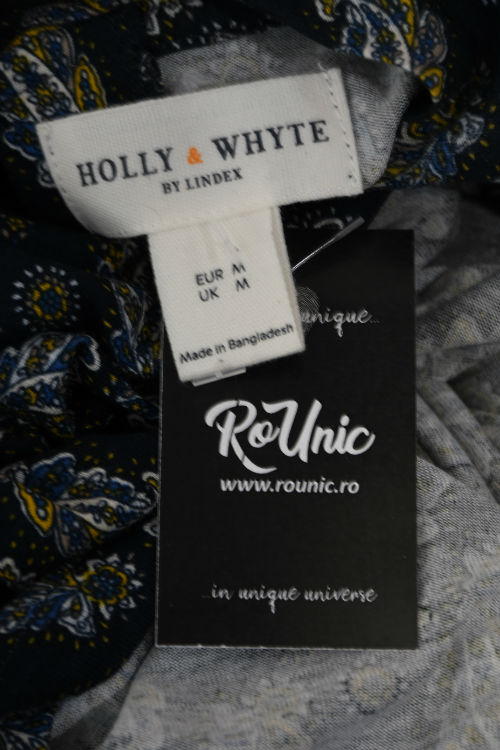 HOLLY & WHYTE
BY LINDEX
EUR M
UK M
Made in Bangladesh
unique...
RoUnic
www.rounic.ro
...in unique universe